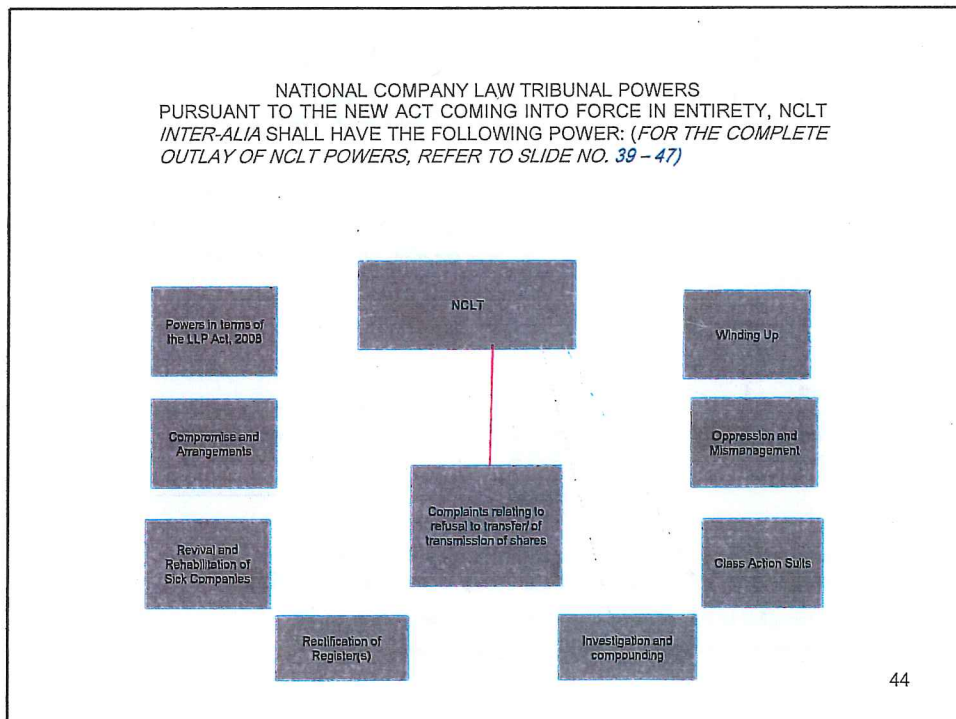 NATIONAL COMPANY LAW TRIBUNAL POWERS
PURSUANT TO THE NEW ACT COMING INTO FORCE IN ENTIRETY, NCLT
INTER-ALIA SHALL HAVE THE FOLLOWING POWER: (FOR THE COMPLETE
OUTLAY OF NCLT POWERS, REFER TO SLIDE NO. 39 – 47)
NCLT
Powers in terms of
the LLP Act, 2008
Winding Up
Compromise and
Arrangements
Oppression and
Mismanagement
Complaints relating to
refusal to transfer/ of
transmission of shares
Revival and
Rehabilitation of
Sick Companies
Class Action Suits
Rectification of
Register(s)
Investigation and
compounding
44